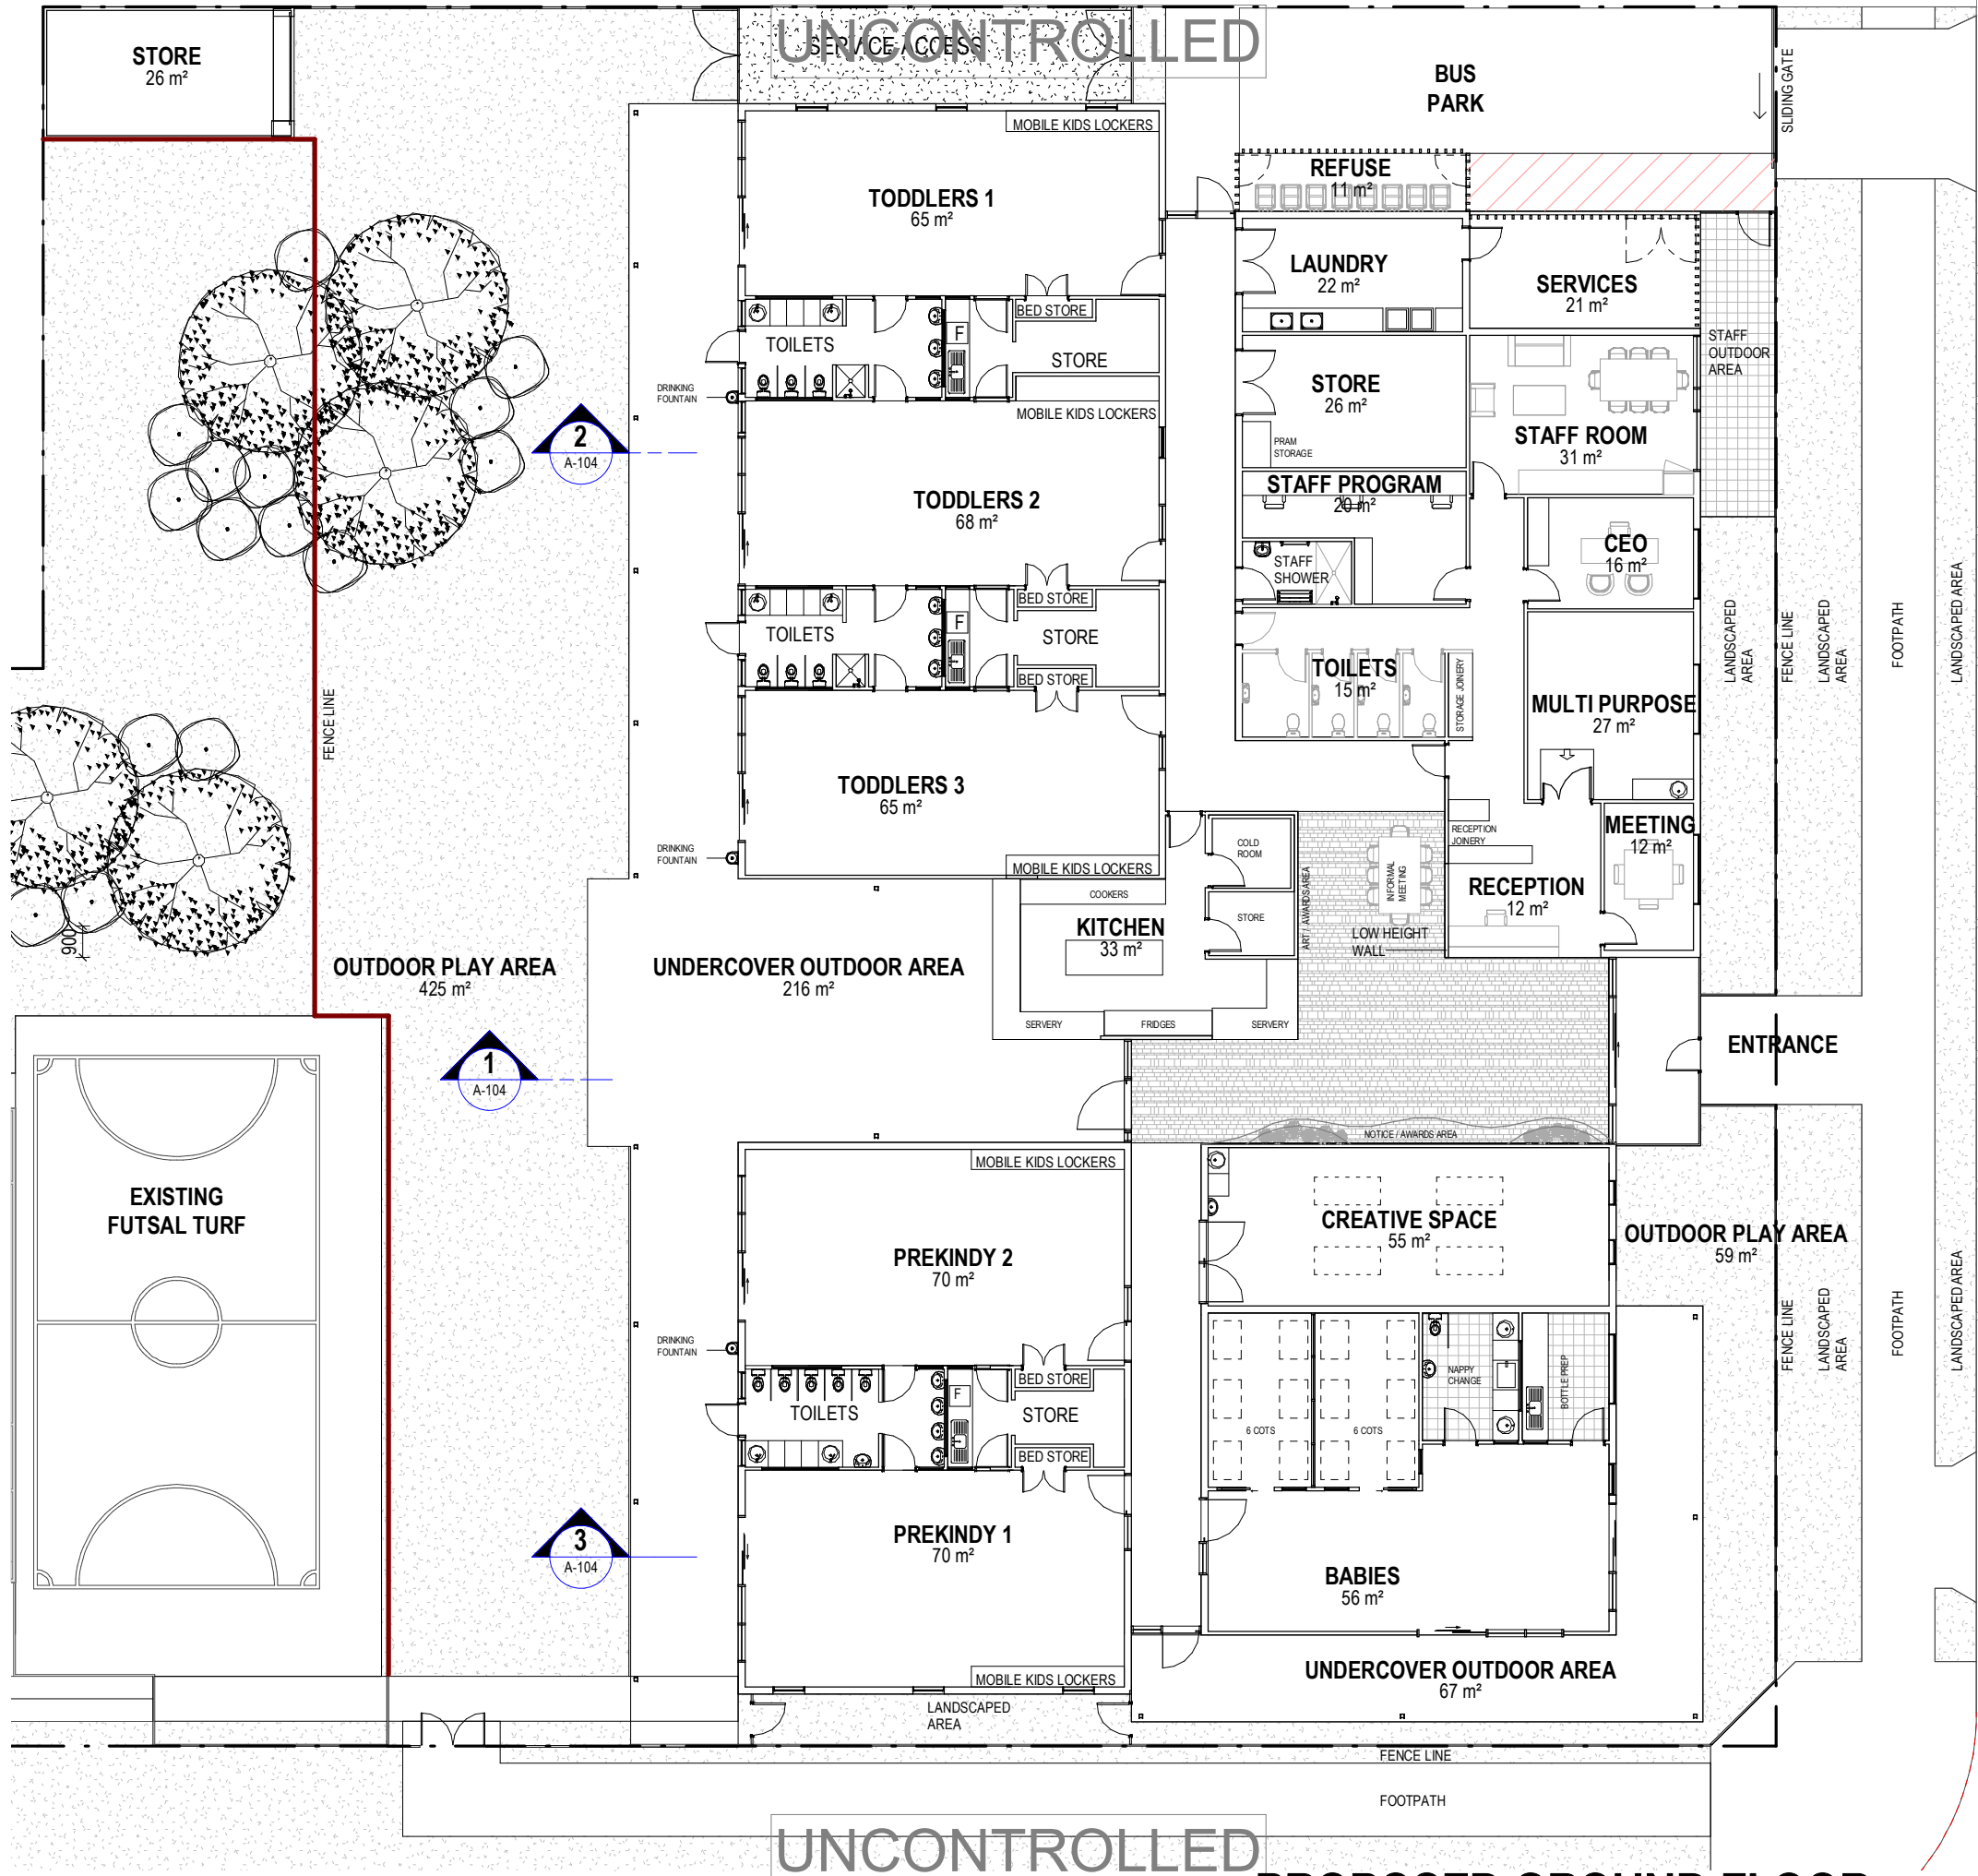 UNCONTROLLED
SERVICE ACCESS
STORE
26 m²
BUS
PARK
SLIDING GATE
MOBILE KIDS LOCKERS
REFUSE
11 m²
TODDLERS 1
65 m²
LAUNDRY
22 m²
SERVICES
21 m²
BED STORE
F
TOILETS
STORE
STAFF
OUTDOOR
AREA
DRINKING
FOUNTAIN
STORE
26 m²
MOBILE KIDS LOCKERS
PRAM
STORAGE
STAFF ROOM
31 m²
2
A-104
TODDLERS 2
68 m²
STAFF PROGRAM
20 m²
CEO
16 m²
STAFF
SHOWER
BED STORE
F
TOILETS
STORE
BED STORE
LANDSCAPED
AREA
FENCE LINE
LANDSCAPED
AREA
FOOTPATH
LANDSCAPED AREA
TOILETS
15 m²
STORAGE JOINERY
MULTI PURPOSE
27 m²
FENCE LINE
TODDLERS 3
65 m²
DRINKING
FOUNTAIN
MOBILE KIDS LOCKERS
COLD
ROOM
RECEPTION
JOINERY
MEETING
12 m²
COOKERS
KITCHEN
33 m²
STORE
ART / AWARDS AREA
INFORMAL
MEETING
RECEPTION
12 m²
LOW HEIGHT
WALL
900
OUTDOOR PLAY AREA
425 m²
UNDERCOVER OUTDOOR AREA
216 m²
SERVERY
FRIDGES
SERVERY
ENTRANCE
1
A-104
NOTICE / AWARDS AREA
MOBILE KIDS LOCKERS
EXISTING
FUTSAL TURF
PREKINDY 2
70 m²
CREATIVE SPACE
55 m²
OUTDOOR PLAY AREA
59 m²
DRINKING
FOUNTAIN
BED STORE
F
TOILETS
STORE
BED STORE
6 COTS
6 COTS
NAPPY
CHANGE
BOTTLE PREP
FENCE LINE
LANDSCAPED
AREA
FOOTPATH
LANDSCAPED AREA
3
A-104
PREKINDY 1
70 m²
BABIES
56 m²
MOBILE KIDS LOCKERS
UNDERCOVER OUTDOOR AREA
67 m²
LANDSCAPED
AREA
FENCE LINE
FOOTPATH
UNCONTROLLED
PROPOSED GROUND FLOOR